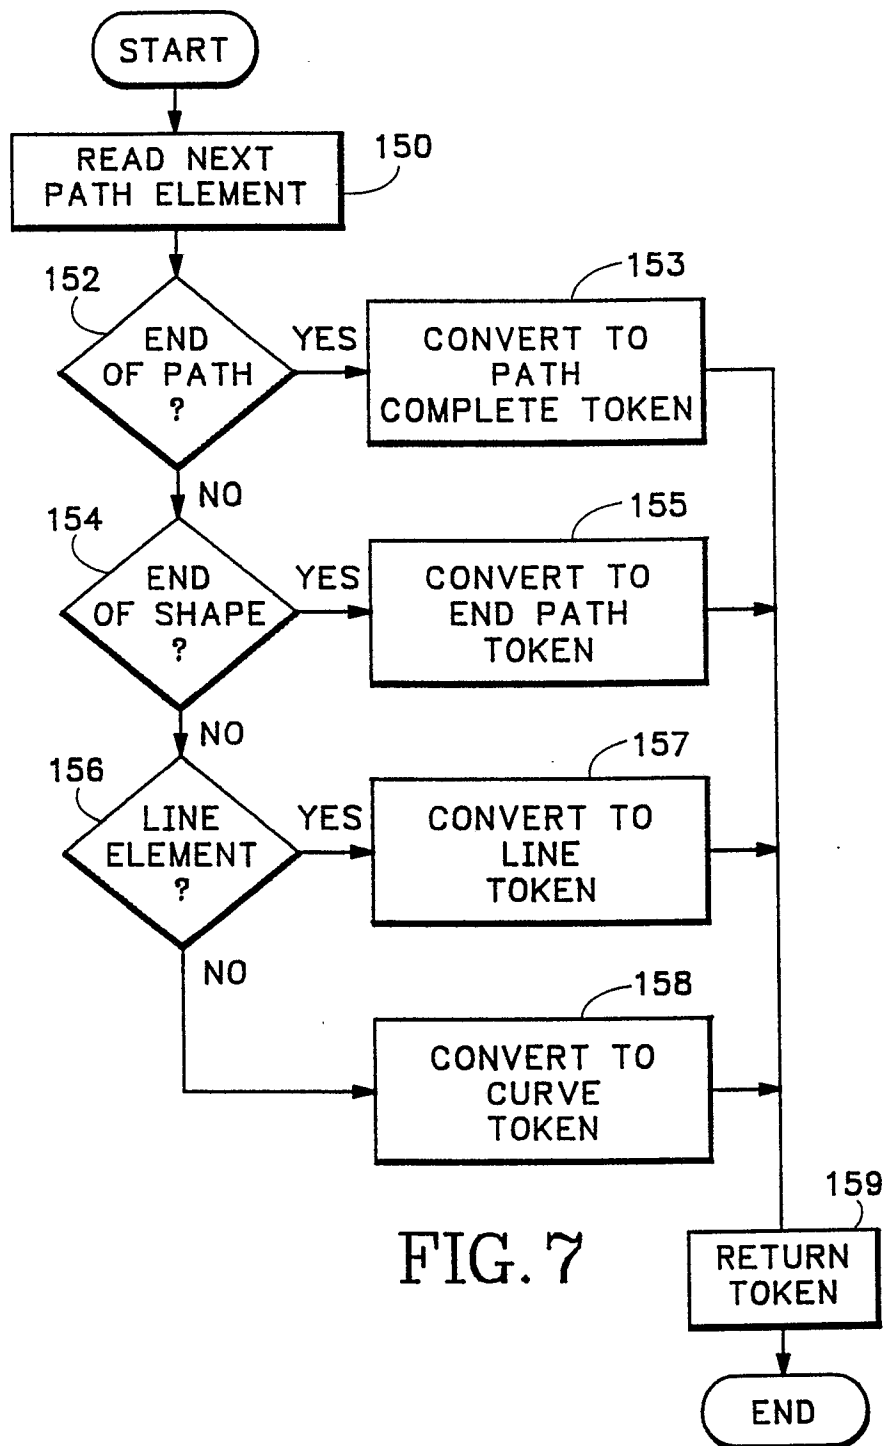 START
READ NEXT
PATH ELEMENT
150
152
END
OF PATH
?
YES
153
CONVERT TO
PATH
COMPLETE TOKEN
NO
154
END
OF SHAPE
?
YES
155
CONVERT TO
END PATH
TOKEN
NO
156
LINE
ELEMENT
?
YES
157
CONVERT TO
LINE
TOKEN
NO
158
CONVERT TO
CURVE
TOKEN
159
RETURN
TOKEN
END
FIG. 7